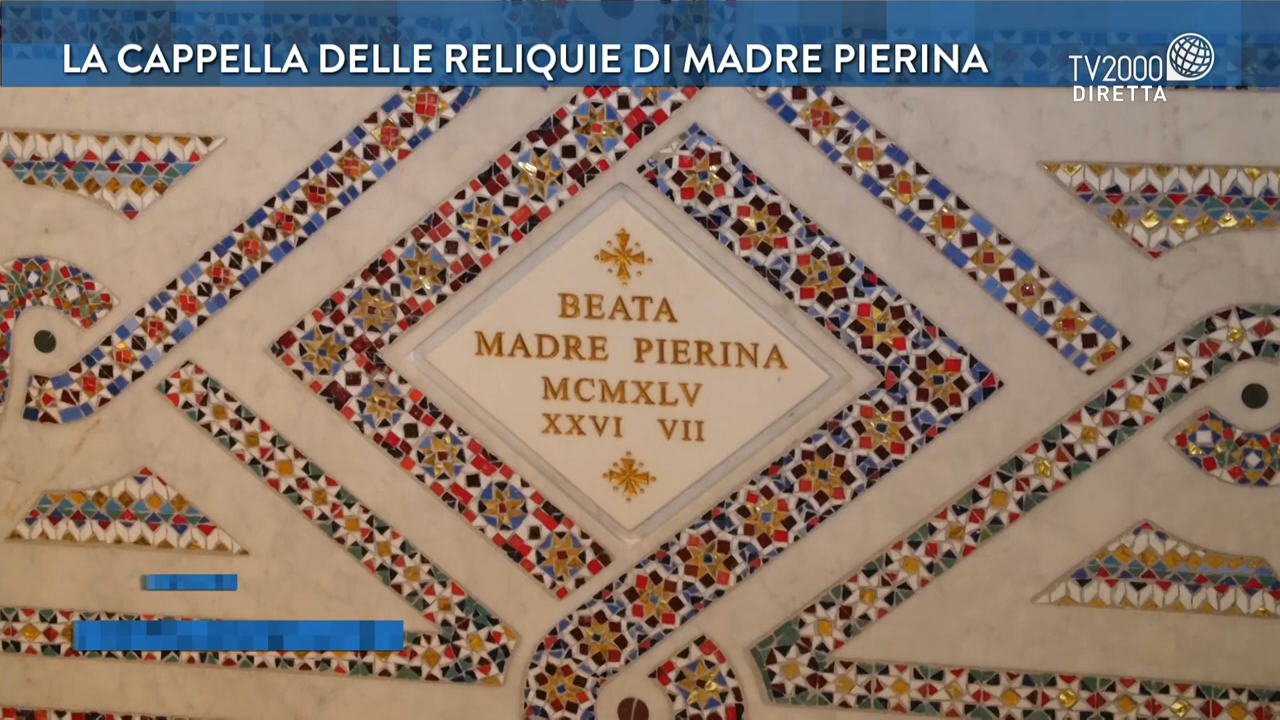 LA CAPPELLA DELLE RELIQUIE DI MADRE PIERINA
TV2000
DIRETTA
BEATA
MADRE PIERINA
MCMXLV
XXVI VII